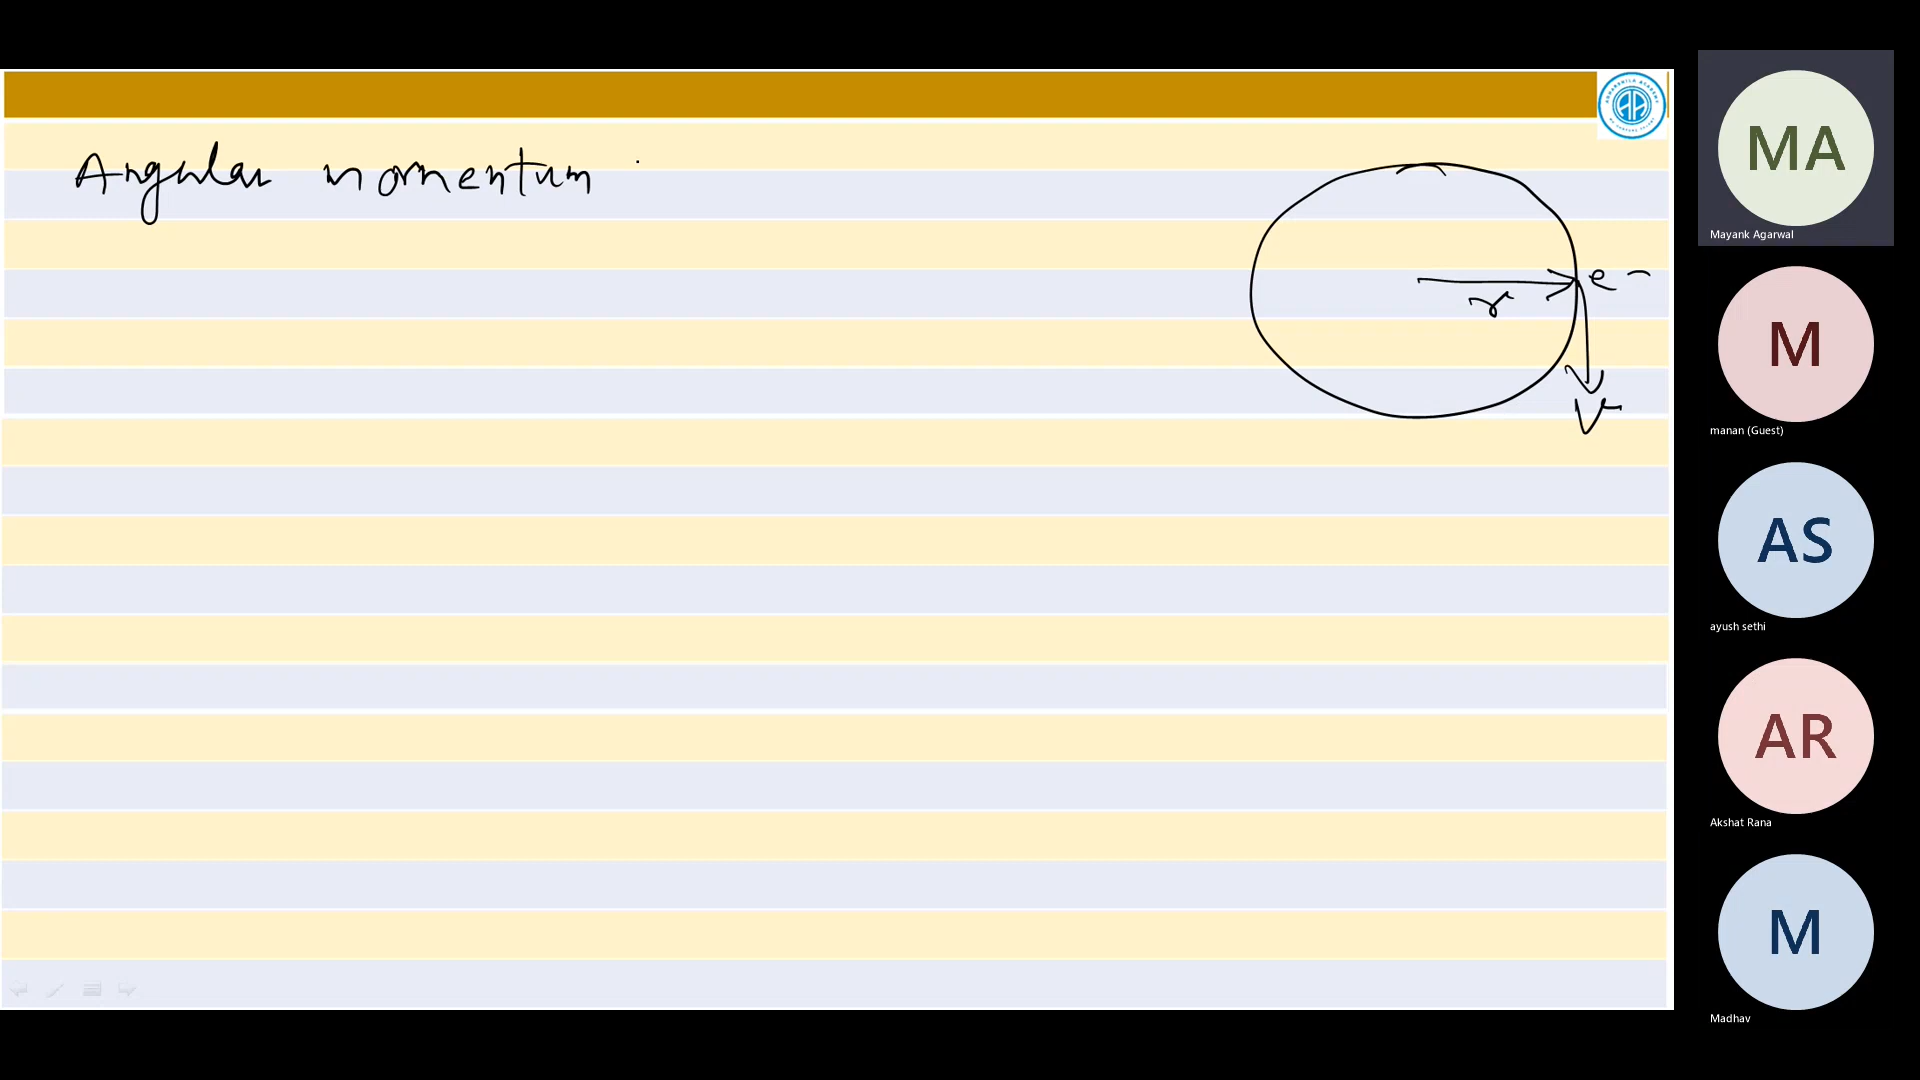 Angular momentum
r
e-
v
MA
Mayank Agarwal
M
manan (Guest)
AS
ayush sethi
AR
Akshat Rana
M
Madhav